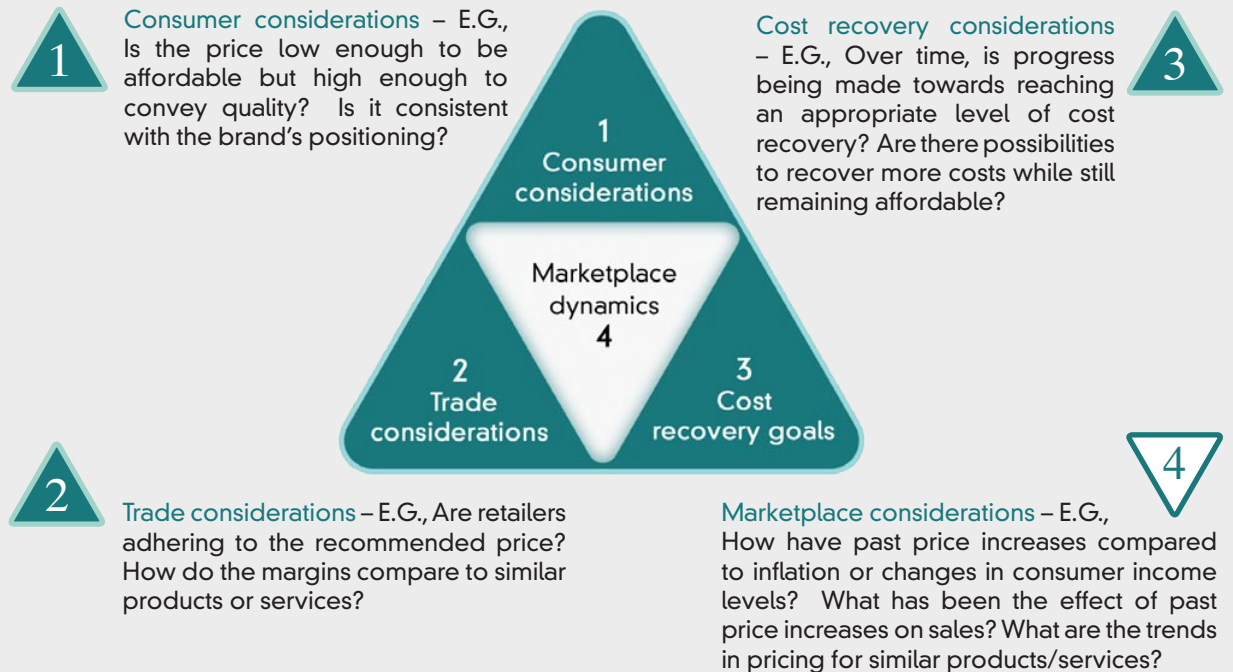 1
Consumer considerations – E.G.,
Is the price low enough to be
affordable but high enough to
convey quality? Is it consistent
with the brand's positioning?
Cost recovery considerations
– E.G., Over time, is progress
being made towards reaching
an appropriate level of cost
recovery? Are there possibilities
to recover more costs while still
remaining affordable?
3
1
Consumer
considerations
Marketplace
dynamics
4
2
Trade
considerations
3
Cost
recovery goals
2
Trade considerations – E.G., Are retailers
adhering to the recommended price?
How do the margins compare to similar
products or services?
4
Marketplace considerations – E.G.,
How have past price increases compared
to inflation or changes in consumer income
levels? What has been the effect of past
price increases on sales? What are the trends
in pricing for similar products/services?